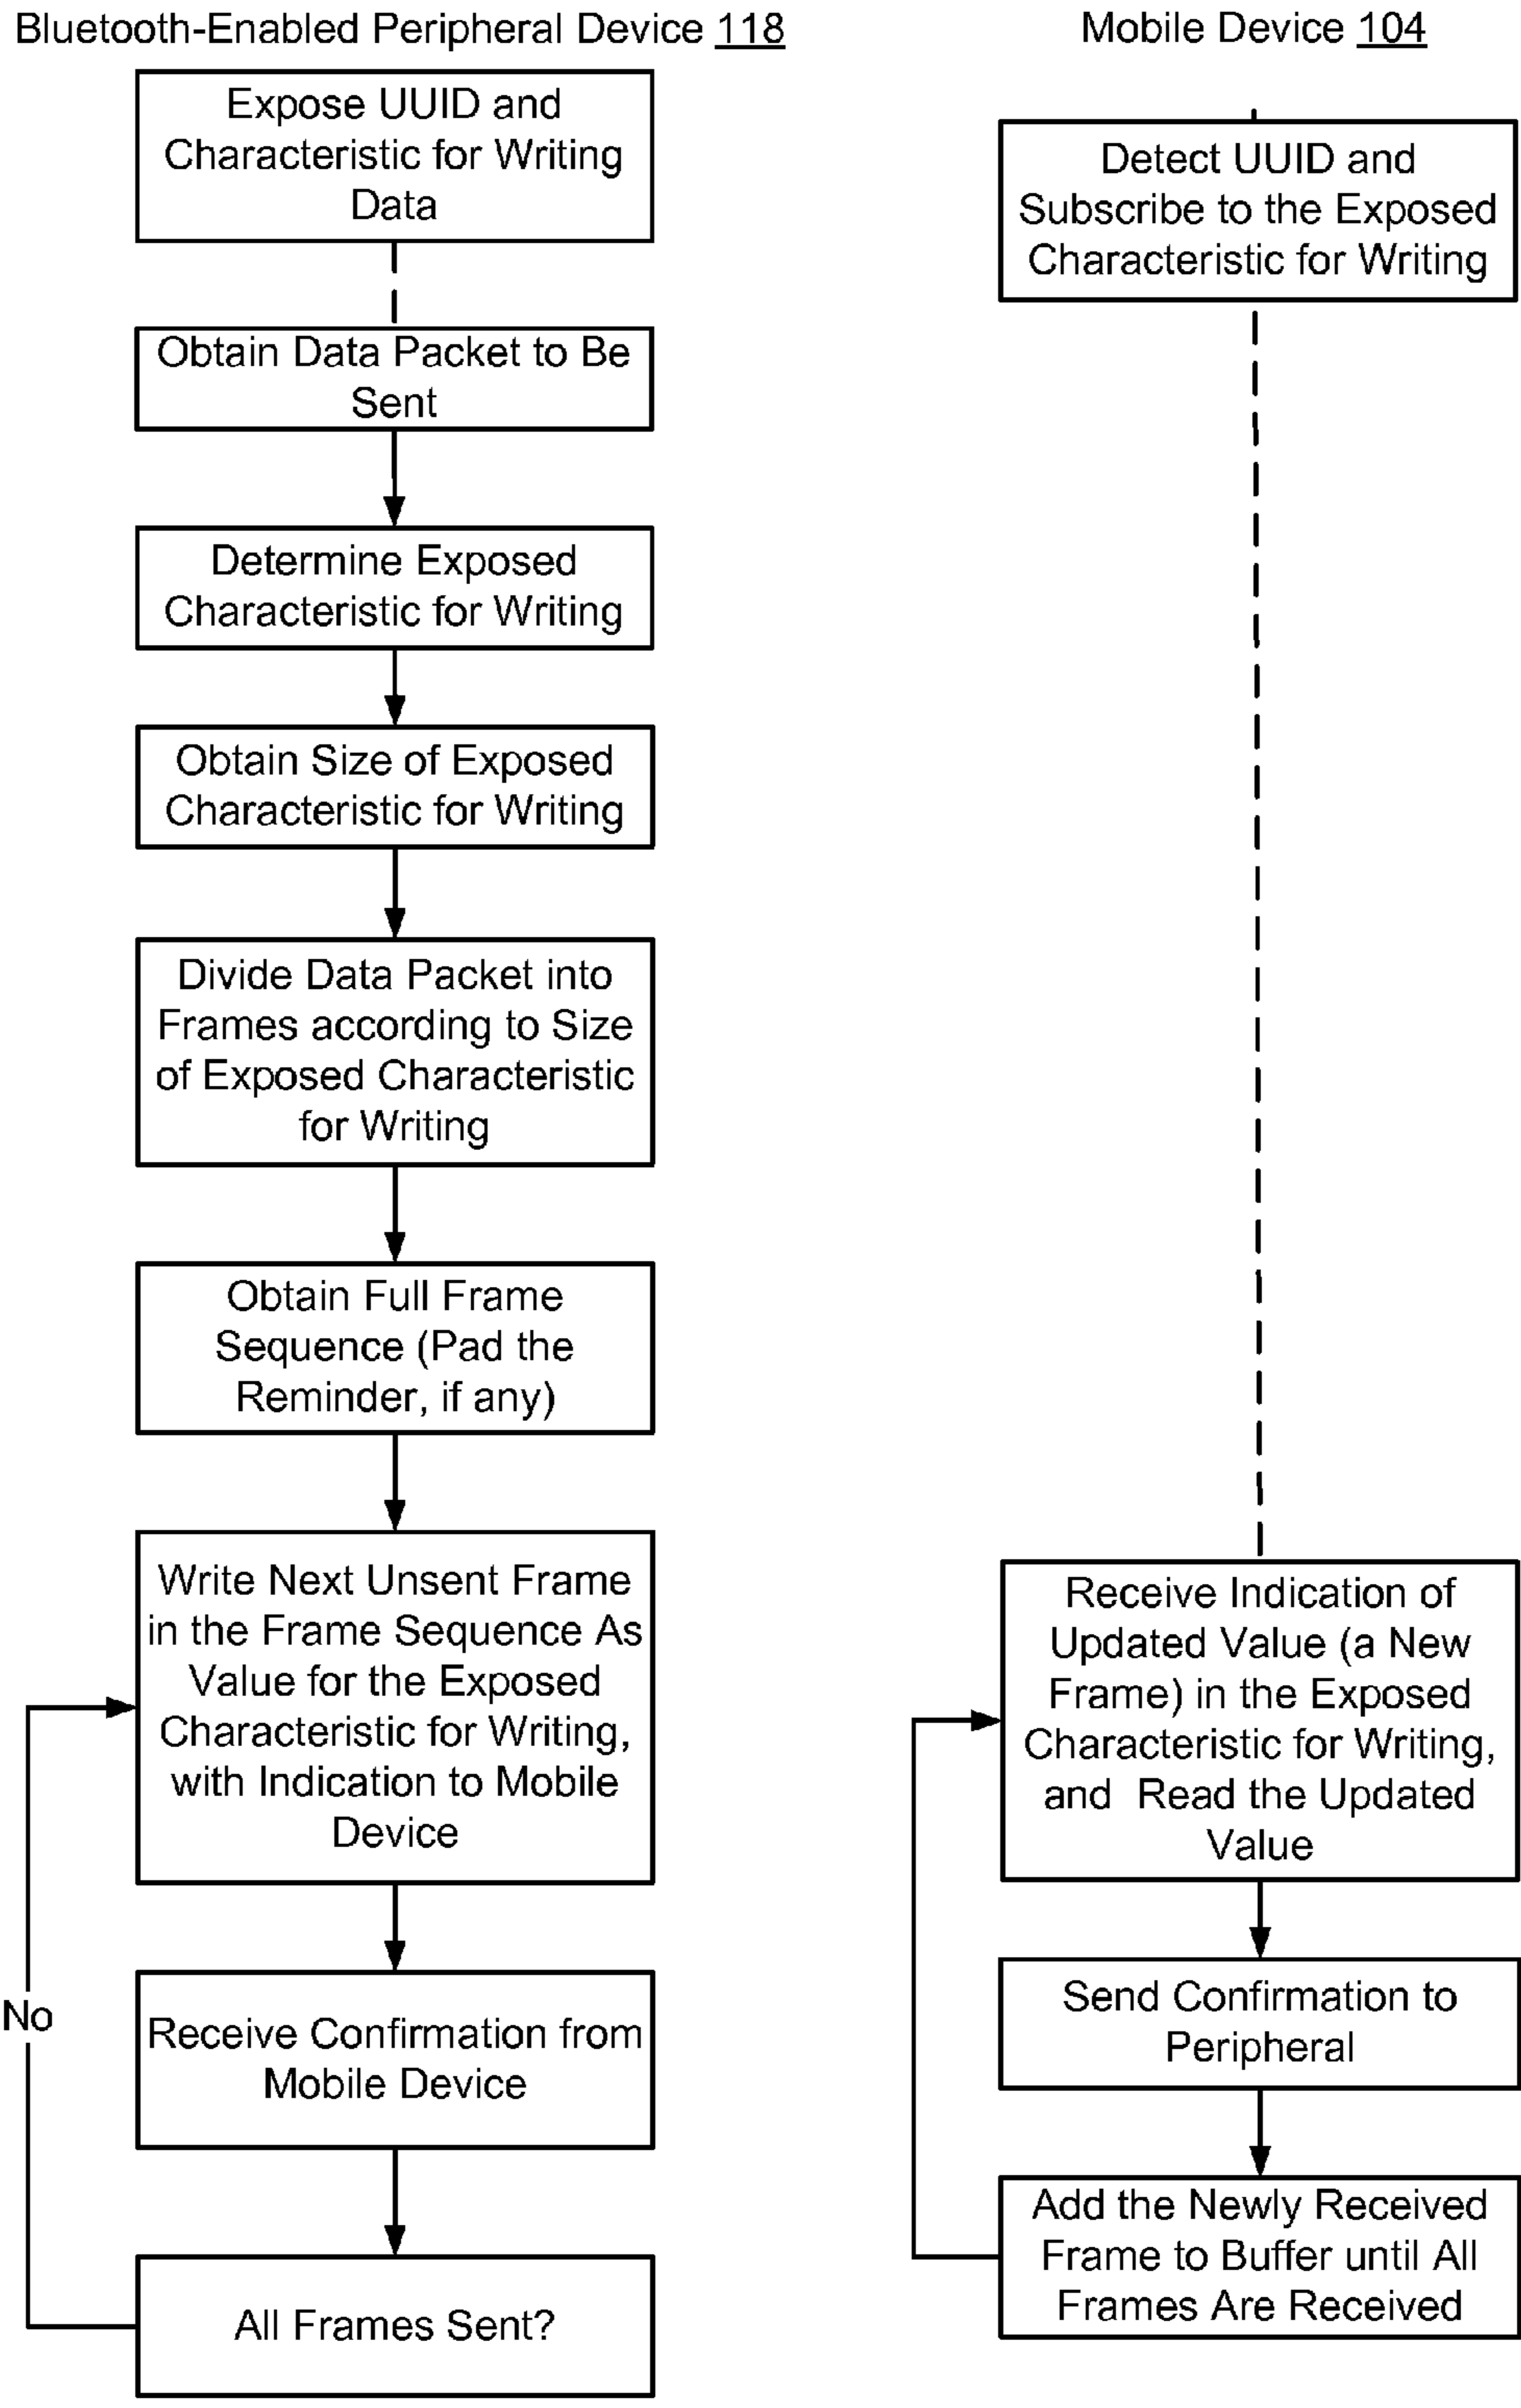 Bluetooth-Enabled Peripheral Device 118
Expose UUID and
Characteristic for Writing
Data
Obtain Data Packet to Be
Sent
Determine Exposed
Characteristic for Writing
Obtain Size of Exposed
Characteristic for Writing
Divide Data Packet into
Frames according to Size
of Exposed Characteristic
for Writing
Obtain Full Frame
Sequence (Pad the
Reminder, if any)
Write Next Unsent Frame
in the Frame Sequence As
Value for the Exposed
Characteristic for Writing,
with Indication to Mobile
Device
Receive Confirmation from
Mobile Device
All Frames Sent?
No
Mobile Device 104
Detect UUID and
Subscribe to the Exposed
Characteristic for Writing
Receive Indication of
Updated Value (a New
Frame) in the Exposed
Characteristic for Writing,
and Read the Updated
Value
Send Confirmation to
Peripheral
Add the Newly Received
Frame to Buffer until All
Frames Are Received